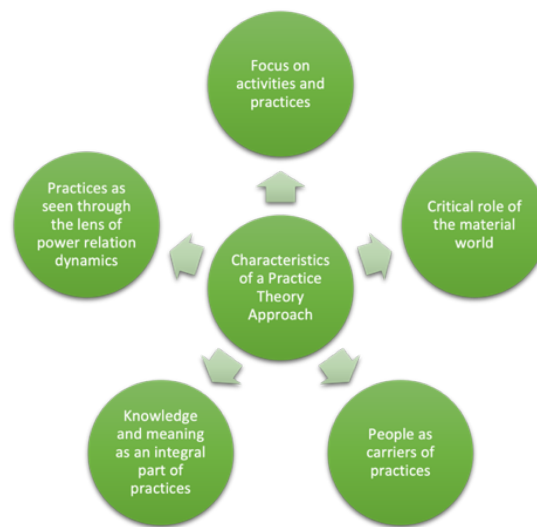 Focus on
activities and
practices
Practices as
seen through
the lens of
power relation
dynamics
Critical role of
the material
world
Characteristics
of a Practice
Theory
Approach
Knowledge
and meaning
as an integral
part of
practices
People as
carriers of
practices